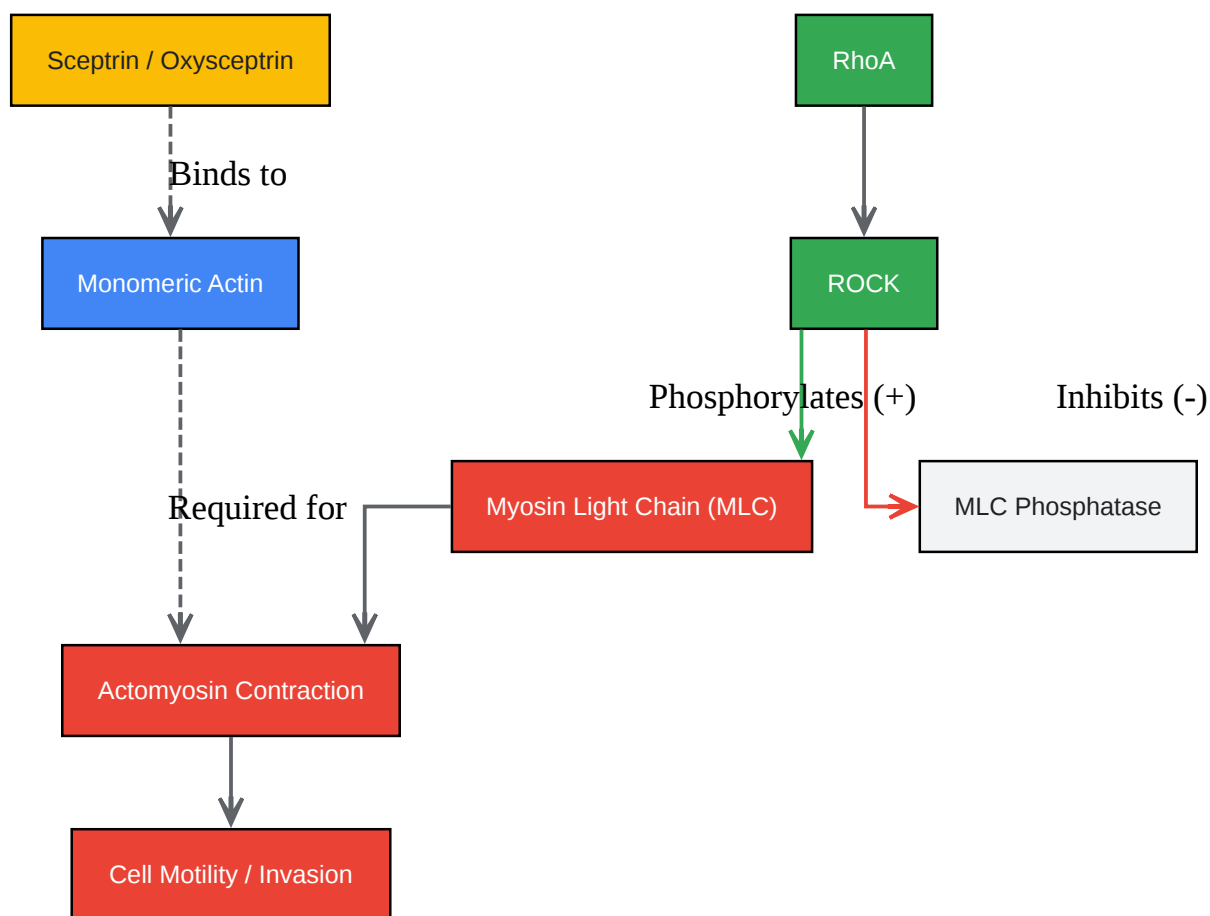 Sceptrin / Oxysceptrin
RhoA
Binds to
Monomeric Actin
ROCK
Phosphorylates (+)
Inhibits (-)
Required for
Myosin Light Chain (MLC)
MLC Phosphatase
Actomyosin Contraction
Cell Motility / Invasion